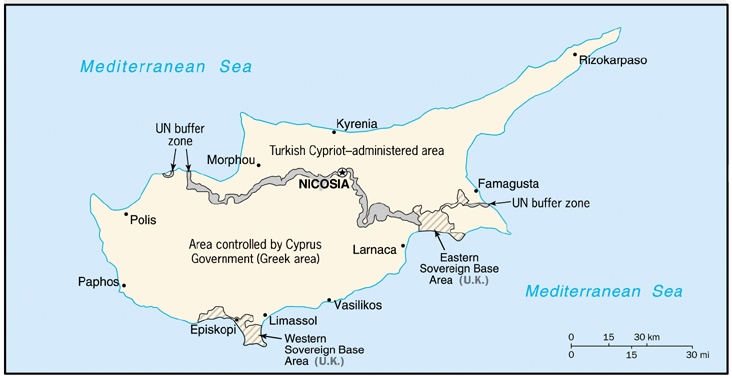 Mediterranean Sea
Rizokarpaso
UN buffer
zone
Kyrenia
Turkish Cypriot–administered area
Morphou
NICOSIA
Famagusta
UN buffer zone
Polis
Area controlled by Cyprus
Government (Greek area)
Larnaca
Eastern
Sovereign Base
Area (U.K.)
Paphos
Mediterranean Sea
Vasilikos
Episkopi
Limassol
Western
Sovereign Base
Area (U.K.)
0 15 30 km
0 15 30 mi